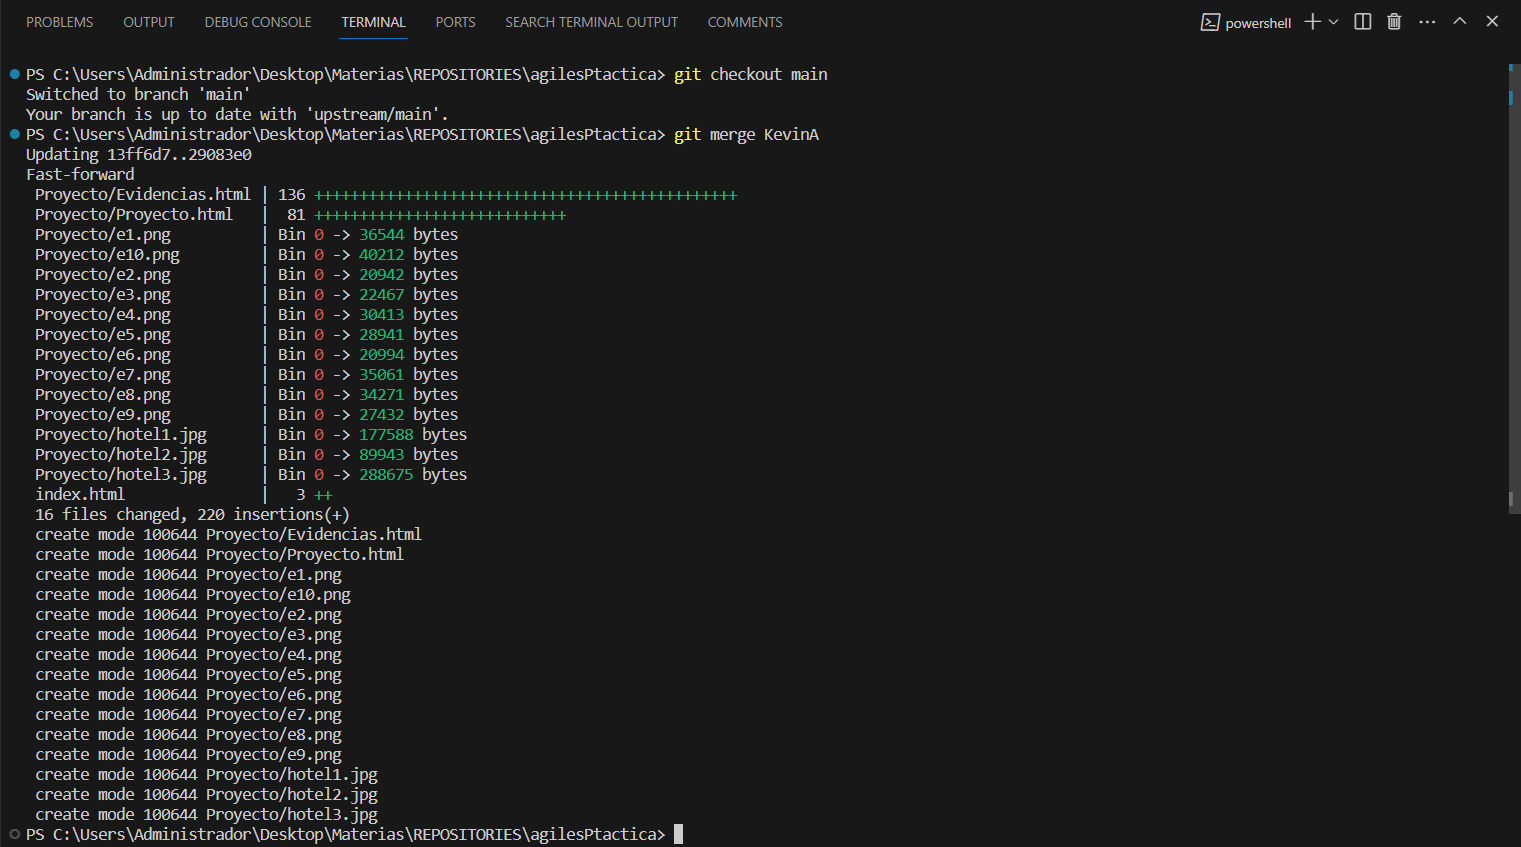 PROBLEMS OUTPUT DEBUG CONSOLE TERMINAL PORTS SEARCH TERMINAL OUTPUT COMMENTS powershell
PS C:\Users\Administrador\Desktop\Materias\REPOSITORIES\agilesPtactica> git checkout main
Switched to branch 'main'
Your branch is up to date with 'upstream/main'.
PS C:\Users\Administrador\Desktop\Materias\REPOSITORIES\agilesPtactica> git merge KevinA
Updating 13ff6d7..29083e0
Fast-forward
 Proyecto/Evidencias.html | 136 +++++++++++++++++++++++++++++++++++++++++++++++
 Proyecto/Proyecto.html   |  81 ++++++++++++++++++++++++++++
 Proyecto/e1.png          | Bin 0 -> 36544 bytes
 Proyecto/e10.png         | Bin 0 -> 40212 bytes
 Proyecto/e2.png          | Bin 0 -> 20942 bytes
 Proyecto/e3.png          | Bin 0 -> 22467 bytes
 Proyecto/e4.png          | Bin 0 -> 30413 bytes
 Proyecto/e5.png          | Bin 0 -> 28941 bytes
 Proyecto/e6.png          | Bin 0 -> 20994 bytes
 Proyecto/e7.png          | Bin 0 -> 35061 bytes
 Proyecto/e8.png          | Bin 0 -> 34271 bytes
 Proyecto/e9.png          | Bin 0 -> 27432 bytes
 Proyecto/hotel1.jpg      | Bin 0 -> 177588 bytes
 Proyecto/hotel2.jpg      | Bin 0 -> 89943 bytes
 Proyecto/hotel3.jpg      | Bin 0 -> 288675 bytes
 index.html               |   3 ++
 16 files changed, 220 insertions(+)
 create mode 100644 Proyecto/Evidencias.html
 create mode 100644 Proyecto/Proyecto.html
 create mode 100644 Proyecto/e1.png
 create mode 100644 Proyecto/e10.png
 create mode 100644 Proyecto/e2.png
 create mode 100644 Proyecto/e3.png
 create mode 100644 Proyecto/e4.png
 create mode 100644 Proyecto/e5.png
 create mode 100644 Proyecto/e6.png
 create mode 100644 Proyecto/e7.png
 create mode 100644 Proyecto/e8.png
 create mode 100644 Proyecto/e9.png
 create mode 100644 Proyecto/hotel1.jpg
 create mode 100644 Proyecto/hotel2.jpg
 create mode 100644 Proyecto/hotel3.jpg
PS C:\Users\Administrador\Desktop\Materias\REPOSITORIES\agilesPtactica>